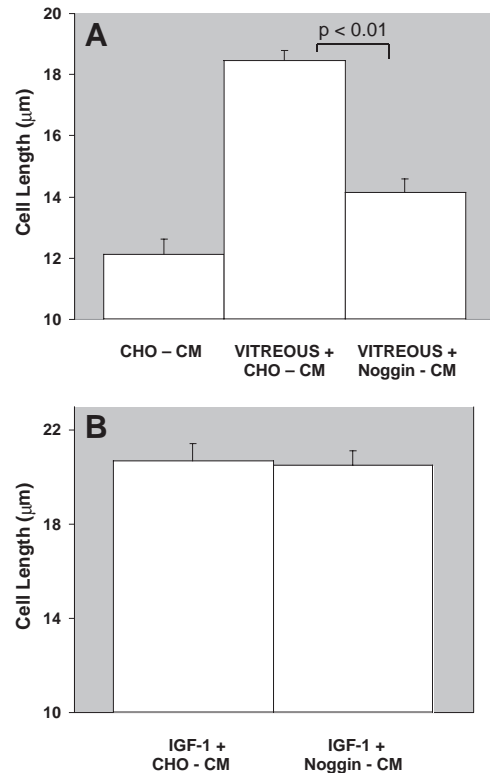 20
A
p < 0.01
18
16
14
12
10
Cell Length (μm)
CHO – CM
VITREOUS +
CHO – CM
VITREOUS +
Noggin - CM
B
22
20
14
10
Cell Length (μm)
IGF-1 +
CHO - CM
IGF-1 +
Noggin - CM